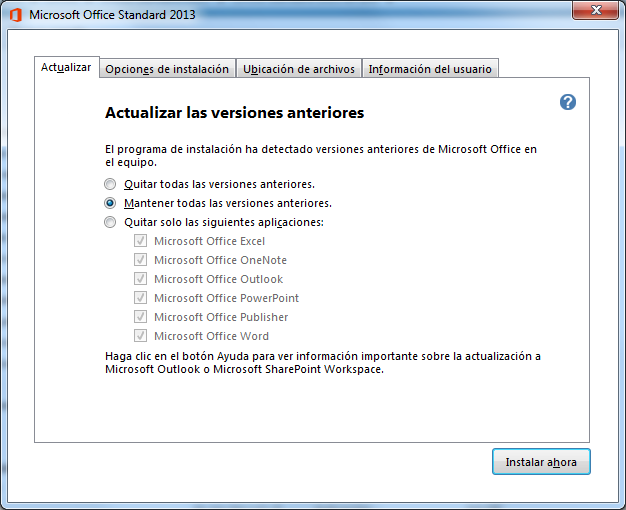 Microsoft Office Standard 2013
Actualizar
Opciones de instalación
Ubicación de archivos
Información del usuario
Actualizar las versiones anteriores
?
El programa de instalación ha detectado versiones anteriores de Microsoft Office en
el equipo.
Quitar todas las versiones anteriores.
Mantener todas las versiones anteriores.
Quitar solo las siguientes aplicaciones:
Microsoft Office Excel
Microsoft Office OneNote
Microsoft Office Outlook
Microsoft Office PowerPoint
Microsoft Office Publisher
Microsoft Office Word
Haga clic en el botón Ayuda para ver información importante sobre la actualización a
Microsoft Outlook o Microsoft SharePoint Workspace.
Instalar ahora